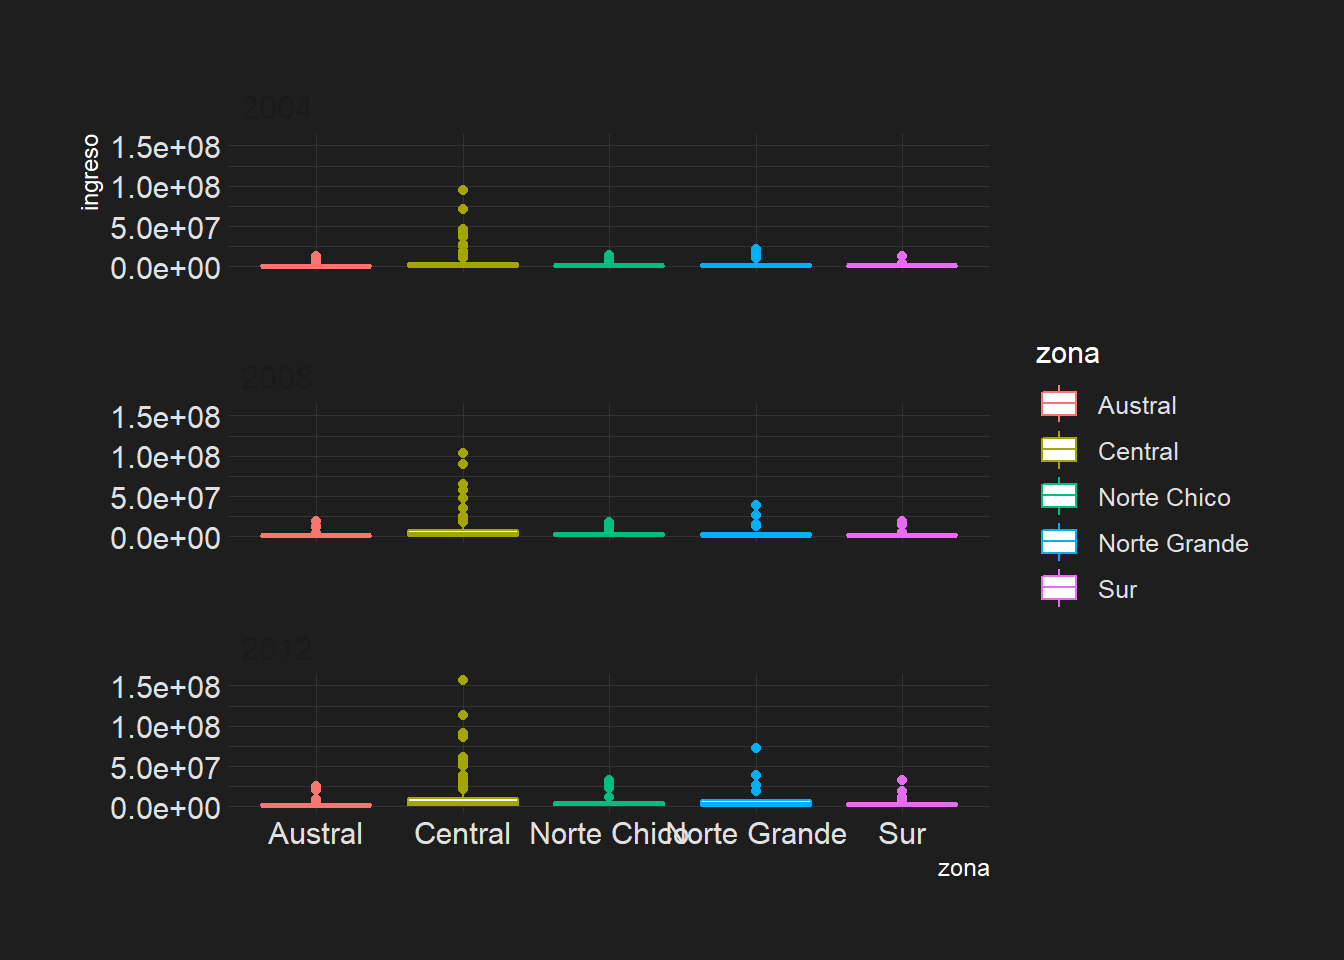 2004
ingreso
1.5e+08
1.0e+08
5.0e+07
0.0e+00
2008
1.5e+08
1.0e+08
5.0e+07
0.0e+00
2012
1.5e+08
1.0e+08
5.0e+07
0.0e+00
Austral
Central
Norte Chico
Norte Grande
Sur
zona
zona
Austral
Central
Norte Chico
Norte Grande
Sur